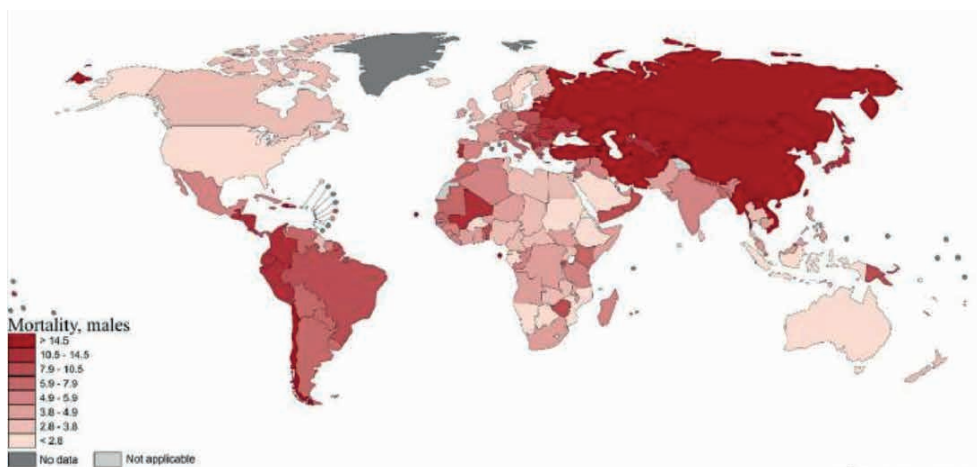 Mortality, males
> 14.5
10.5 - 14.5
7.9 - 10.5
5.9 - 7.9
4.9 - 5.9
3.8 - 4.9
2.8 - 3.8
< 2.8
No data
Not applicable